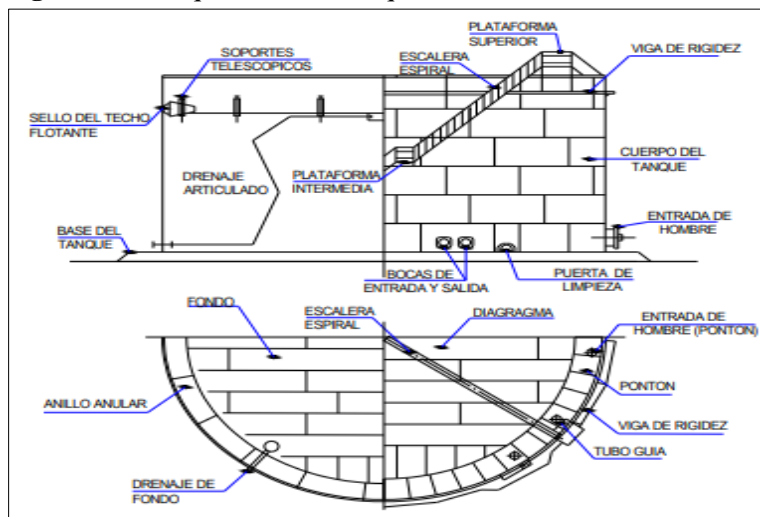 PLATAFORMA
SUPERIOR
SOPORTES
TELESCOPICOS
ESCALERA
ESPIRAL
VIGA DE RIGIDEZ
SELLO DEL TECHO
FLOTANTE
CUERPO DEL
TANQUE
DRENAJE
ARTICULADO
PLATAFORMA
INTERMEDIA
BASE DEL
TANQUE
ENTRADA DE
HOMBRE
BOCAS DE
ENTRADA Y SALIDA
PUERTA DE
LIMPIEZA
FONDO
ESCALERA
ESPIRAL
DIAGRAGMA
ENTRADA DE
HOMBRE (PONTON)
PONTON
ANILLO ANULAR
VIGA DE RIGIDEZ
TUBO GUIA
DRENAJE DE
FONDO